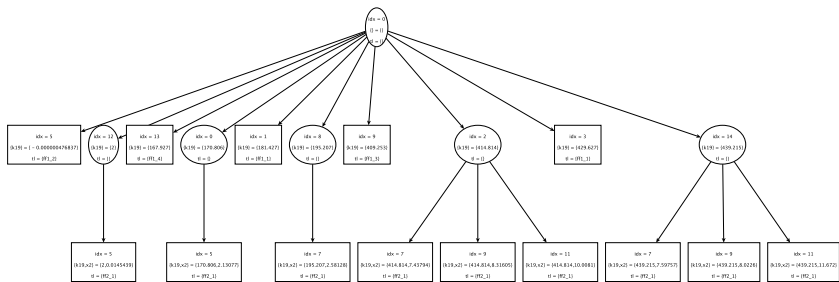 idx = 0
[] = []
tl = []
idx = 5
[k19] = [ - 0.000000476837]
tl = [ff1_2]
idx = 12
[k19] = [2]
tl = []
idx = 13
[k19] = [167.927]
tl = [ff1_4]
idx = 0
[k19] = [170.806]
tl = []
idx = 1
[k19] = [181.427]
tl = [ff1_1]
idx = 8
[k19] = [195.207]
tl = []
idx = 9
[k19] = [409.253]
tl = [ff1_3]
idx = 2
[k19] = [414.814]
tl = []
idx = 3
[k19] = [429.627]
tl = [ff1_1]
idx = 14
[k19] = [439.215]
tl = []
idx = 5
[k19,x2] = [2,0.0145439]
tl = [ff2_1]
idx = 5
[k19,x2] = [170.806,2.13077]
tl = [ff2_1]
idx = 7
[k19,x2] = [195.207,2.58128]
tl = [ff2_1]
idx = 7
[k19,x2] = [414.814,7.43794]
tl = [ff2_1]
idx = 9
[k19,x2] = [414.814,8.31605]
tl = [ff2_1]
idx = 11
[k19,x2] = [414.814,10.0081]
tl = [ff2_1]
idx = 7
[k19,x2] = [439.215,7.59757]
tl = [ff2_1]
idx = 9
[k19,x2] = [439.215,8.0226]
tl = [ff2_1]
idx = 11
[k19,x2] = [439.215,11.672]
tl = [ff2_1]